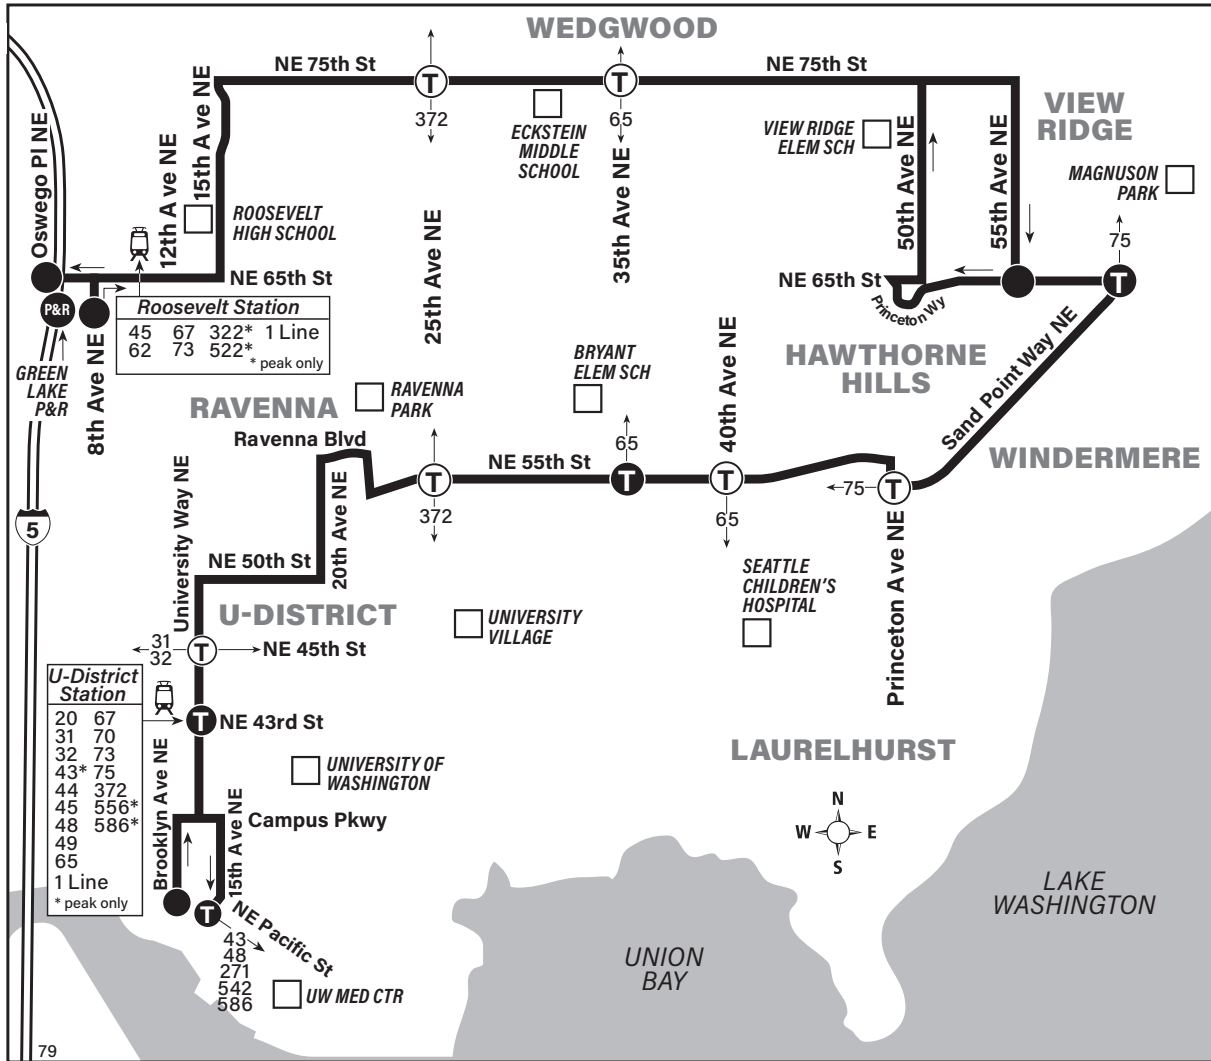 WEDGWOOD
NE 75th St
NE 75th St
T
T
372
65
ECKSTEIN
MIDDLE
SCHOOL
VIEW RIDGE
ELEM SCH
VIEW
RIDGE
MAGNUSON
PARK
Oswego Pl NE
12th Ave NE
15th Ave NE
ROOSEVELT
HIGH SCHOOL
25th Ave NE
35th Ave NE
50th Ave NE
55th Ave NE
75
T
NE 65th St
NE 65th St
Princeton Wy
P&R
GREEN
LAKE
P&R
8th Ave NE
Roosevelt Station
45 67 322* 1 Line
62 73 522*
* peak only
HAWTHORNE
HILLS
Sand Point Way NE
WINDERMERE
BRYANT
ELEM SCH
40th Ave NE
RAVENNA
RAVENNA
PARK
Ravenna Blvd
65
NE 55th St
T
T
T
T
75
372
65
5
University Way NE
20th Ave NE
NE 50th St
Princeton Ave NE
SEATTLE
CHILDREN'S
HOSPITAL
U-DISTRICT
UNIVERSITY
VILLAGE
31
32
T
NE 45th St
U-District
Station
20 67
31 70
32 73
43* 75
44 372
45 556*
48 586*
49
65
1 Line
* peak only
T
NE 43rd St
LAURELHURST
UNIVERSITY OF
WASHINGTON
Brooklyn Ave NE
15th Ave NE
Campus Pkwy
N
W E
S
T
NE Pacific St
43
48
271
542
586
UW MED CTR
UNION
BAY
LAKE
WASHINGTON
79